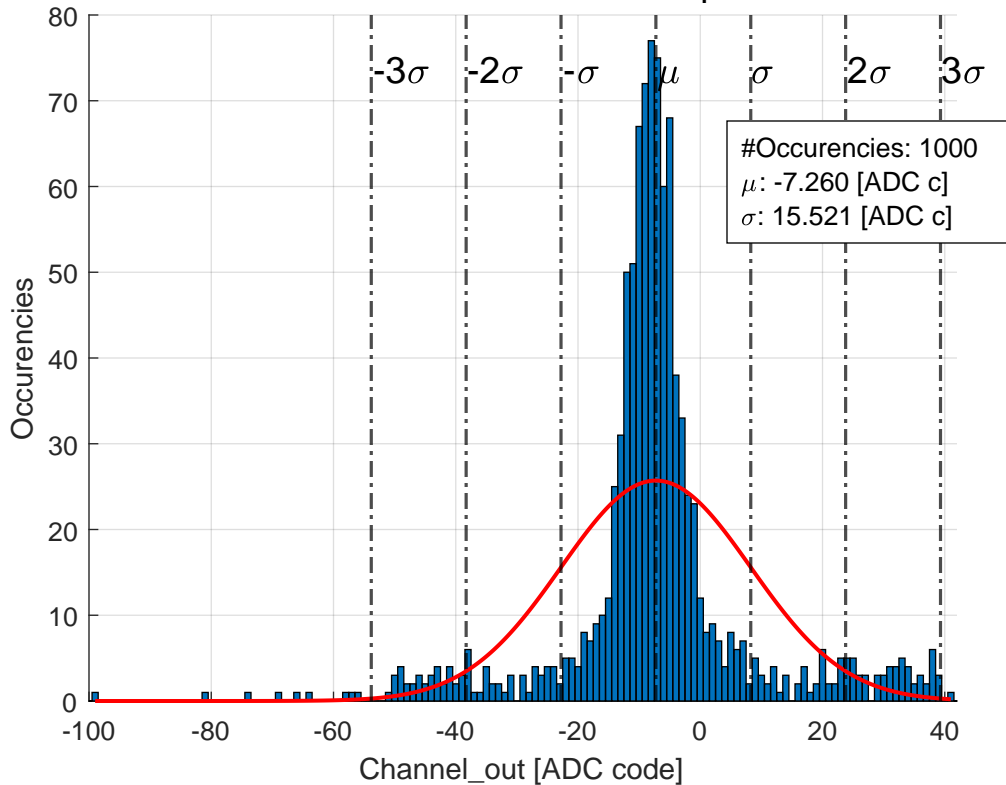 80
70
60
50
40
30
20
10
0
Occurencies
-3σ -2σ -σ μ σ 2σ 3σ
#Occurencies: 1000
μ: -7.260 [ADC c]
σ: 15.521 [ADC c]
-100 -80 -60 -40 -20 0 20 40
Channel_out [ADC code]